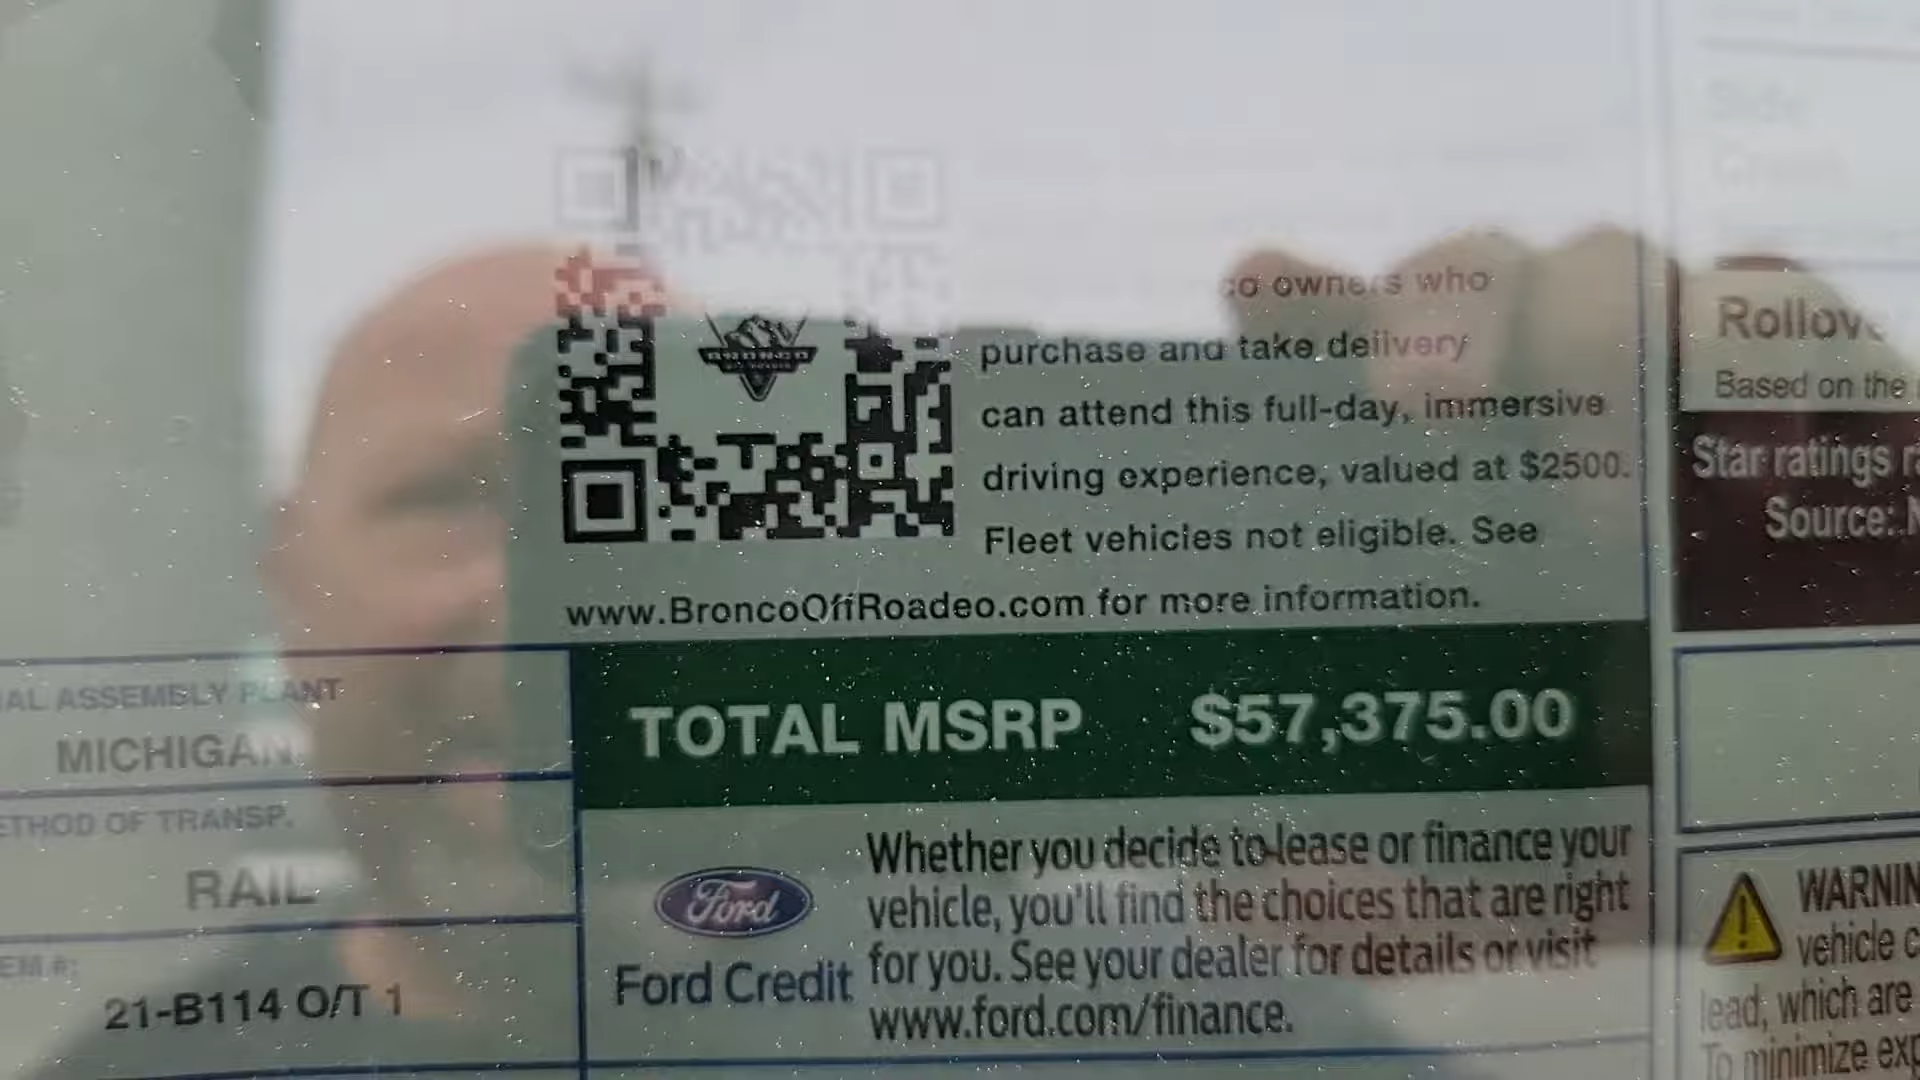 owners who
purchase and take delivery
can attend this full-day, immersive
driving experience, valued at $2500.
Fleet vehicles not eligible. See
www.BroncoOffRoadeo.com for more information.
BRONCO
TOTAL MSRP $57,375.00
ASSEMBLY PLANT
MICHIGAN
OF TRANSP.
RAIL
21-B114 O/T 1
Ford
Ford Credit
Whether you decide to lease or finance your
vehicle, you'll find the choices that are right
for you. See your dealer for details or visit
www.ford.com/finance.
Based on the
Star ratings
Source:
vehicle
lead, which are
To minimize